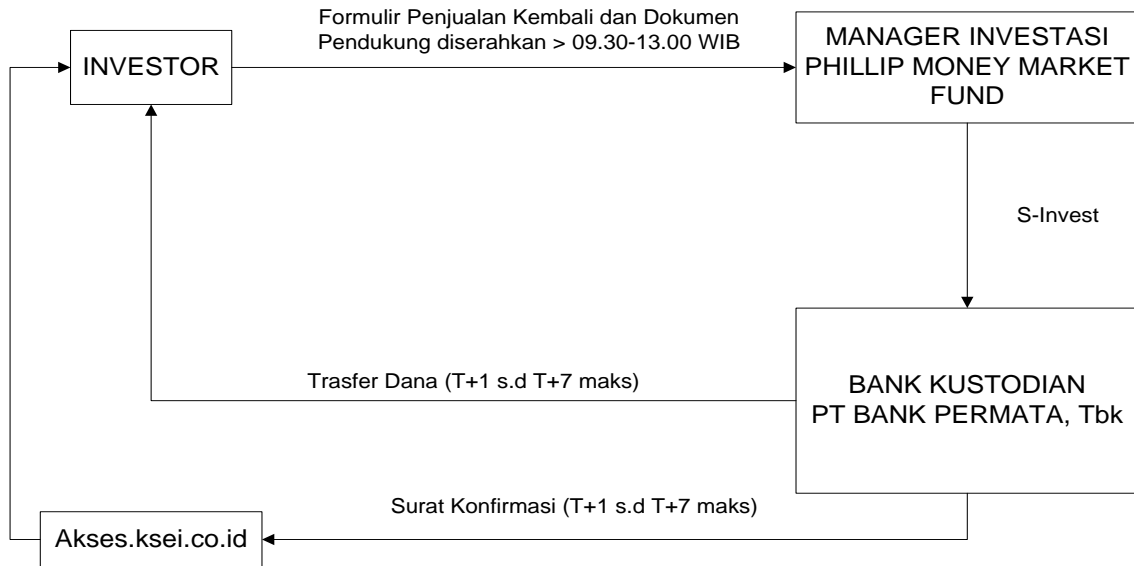 Formulir Penjualan Kembali dan Dokumen
Pendukung diserahkan > 09.30-13.00 WIB
INVESTOR
MANAGER INVESTASI
PHILLIP MONEY MARKET
FUND
S-Invest
Trasfer Dana (T+1 s.d T+7 maks)
BANK KUSTODIAN
PT BANK PERMATA, Tbk
Surat Konfirmasi (T+1 s.d T+7 maks)
Akses.ksei.co.id